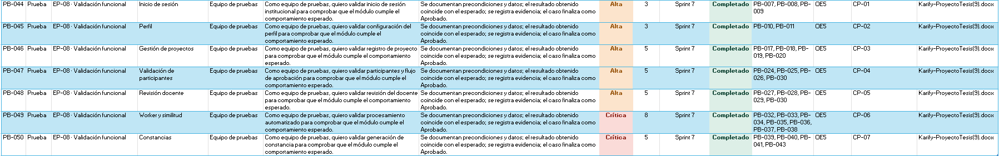 PB-044 Prueba EP-08 · Validación funcional Inicio de sesión Equipo de pruebas Como equipo de pruebas, quiero validar inicio de sesión institucional para comprobar que el módulo cumple el comportamiento esperado. Se documentan precondiciones y datos; el resultado obtenido coincide con el esperado; se registra evidencia; el caso finaliza como Aprobado. Alta 3 Sprint 7 Completado PB-007, PB-008, PB-009 OE5 CP-01 Karify-ProyectoTesis(9).docx
PB-045 Prueba EP-08 · Validación funcional Perfil Equipo de pruebas Como equipo de pruebas, quiero validar configuración del perfil para comprobar que el módulo cumple el comportamiento esperado. Se documentan precondiciones y datos; el resultado obtenido coincide con el esperado; se registra evidencia; el caso finaliza como Aprobado. Alta 3 Sprint 7 Completado PB-010, PB-011 OE5 CP-02 Karify-ProyectoTesis(9).docx
PB-046 Prueba EP-08 · Validación funcional Gestión de proyectos Equipo de pruebas Como equipo de pruebas, quiero validar registro de proyecto para comprobar que el módulo cumple el comportamiento esperado. Se documentan precondiciones y datos; el resultado obtenido coincide con el esperado; se registra evidencia; el caso finaliza como Aprobado. Alta 5 Sprint 7 Completado PB-017, PB-018, PB-019, PB-020 OE5 CP-03 Karify-ProyectoTesis(9).docx
PB-047 Prueba EP-08 · Validación funcional Validación de participantes Equipo de pruebas Como equipo de pruebas, quiero validar participantes y flujo de aprobación para comprobar que el módulo cumple el comportamiento esperado. Se documentan precondiciones y datos; el resultado obtenido coincide con el esperado; se registra evidencia; el caso finaliza como Aprobado. Alta 5 Sprint 7 Completado PB-024, PB-025, PB-026, PB-030 OE5 CP-04 Karify-ProyectoTesis(9).docx
PB-048 Prueba EP-08 · Validación funcional Revisión docente Equipo de pruebas Como equipo de pruebas, quiero validar revisión del docente para comprobar que el módulo cumple el comportamiento esperado. Se documentan precondiciones y datos; el resultado obtenido coincide con el esperado; se registra evidencia; el caso finaliza como Aprobado. Alta 5 Sprint 7 Completado PB-027, PB-028, PB-029, PB-030 OE5 CP-05 Karify-ProyectoTesis(9).docx
PB-049 Prueba EP-08 · Validación funcional Worker y similitud Equipo de pruebas Como equipo de pruebas, quiero validar procesamiento automatizado para comprobar que el módulo cumple el comportamiento esperado. Se documentan precondiciones y datos; el resultado obtenido coincide con el esperado; se registra evidencia; el caso finaliza como Aprobado. Crítica 8 Sprint 7 Completado PB-032, PB-033, PB-034, PB-035, PB-036, PB-037, PB-038 OE5 CP-06 Karify-ProyectoTesis(9).docx
PB-050 Prueba EP-08 · Validación funcional Constancias Equipo de pruebas Como equipo de pruebas, quiero validar generación de constancia para comprobar que el módulo cumple el comportamiento esperado. Se documentan precondiciones y datos; el resultado obtenido coincide con el esperado; se registra evidencia; el caso finaliza como Aprobado. Crítica 5 Sprint 7 Completado PB-039, PB-040, PB-041, PB-043 OE5 CP-07 Karify-ProyectoTesis(9).docx